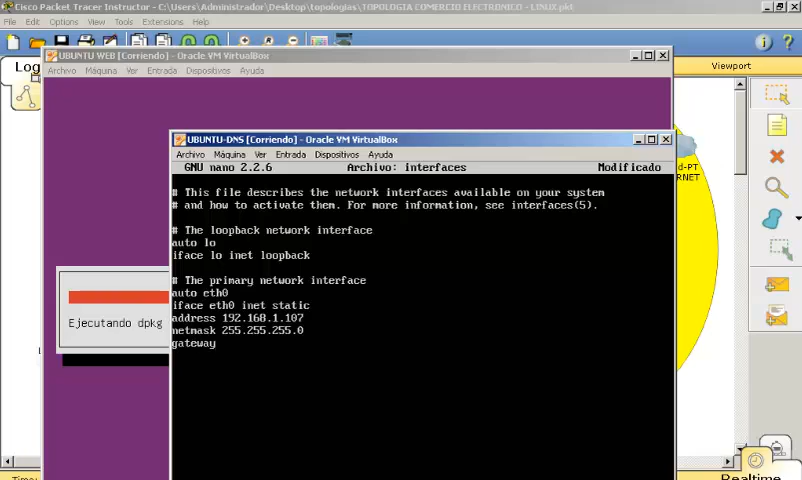 Cisco Packet Tracer Instructor - C:\Users\Administrador\Desktop\topologias\TOPOLOGIA COMERCIO ELECTRONICO - LINUX.pkt
File Edit Options View Tools Extensions Help
Log
Viewport
UBUNTU WEB [Corriendo] - Oracle VM VirtualBox
Archivo Máquina Ver Entrada Dispositivos Ayuda
UBUNTU-DNS [Corriendo] - Oracle VM VirtualBox
Archivo Máquina Ver Entrada Dispositivos Ayuda
GNU nano 2.2.6 Archivo: interfaces Modificado
# This file describes the network interfaces available on your system
# and how to activate them. For more information, see interfaces(5).
# The loopback network interface
auto lo
iface lo inet loopback
# The primary network interface
auto eth0
iface eth0 inet static
address 192.168.1.107
netmask 255.255.255.0
gateway
Ejecutando dpkg
d-PT
RNET
Realtime